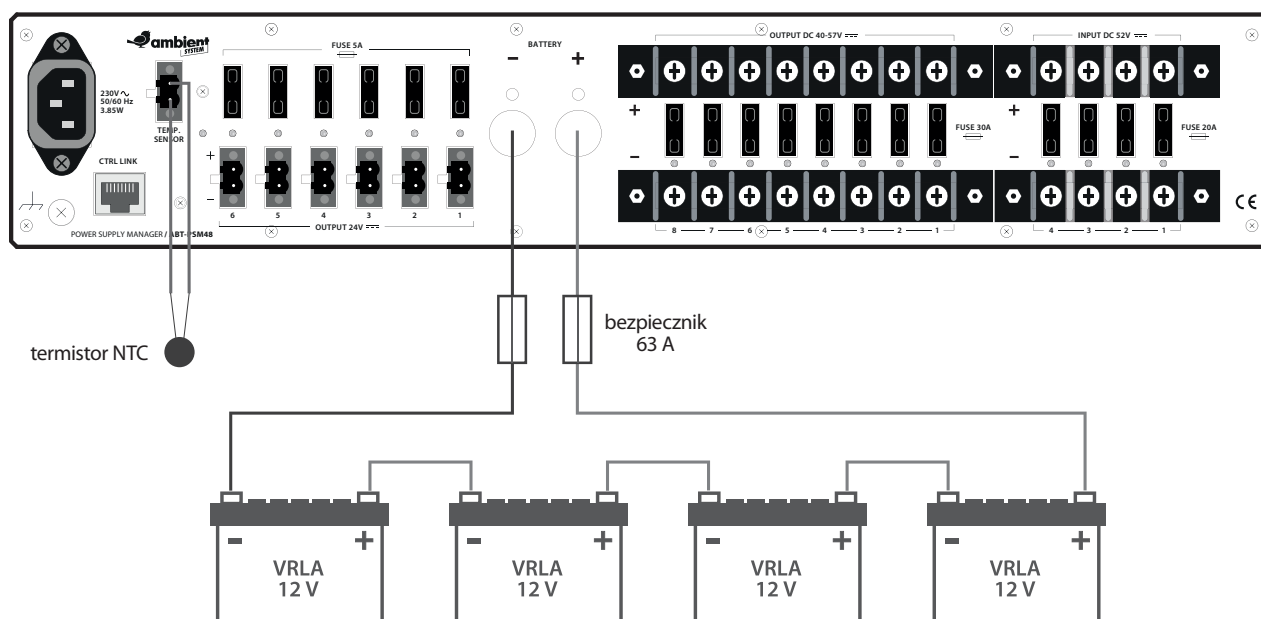 ambient
SYSTEM
230V
50/60 Hz
3.85W
TEMP.
SENSOR
CTRL LINK
FUSE 5A
+
−
6 5 4 3 2 1
OUTPUT 24V
POWER SUPPLY MANAGER / ABT-PSM48
BATTERY
− +
OUTPUT DC 40-57V
+
−
FUSE 30A
8 7 6 5 4 3 2 1
INPUT DC 52V
+
−
FUSE 20A
4 3 2 1
CE
termistor NTC
bezpiecznik
63 A
− +
VRLA
12 V
− +
VRLA
12 V
− +
VRLA
12 V
− +
VRLA
12 V